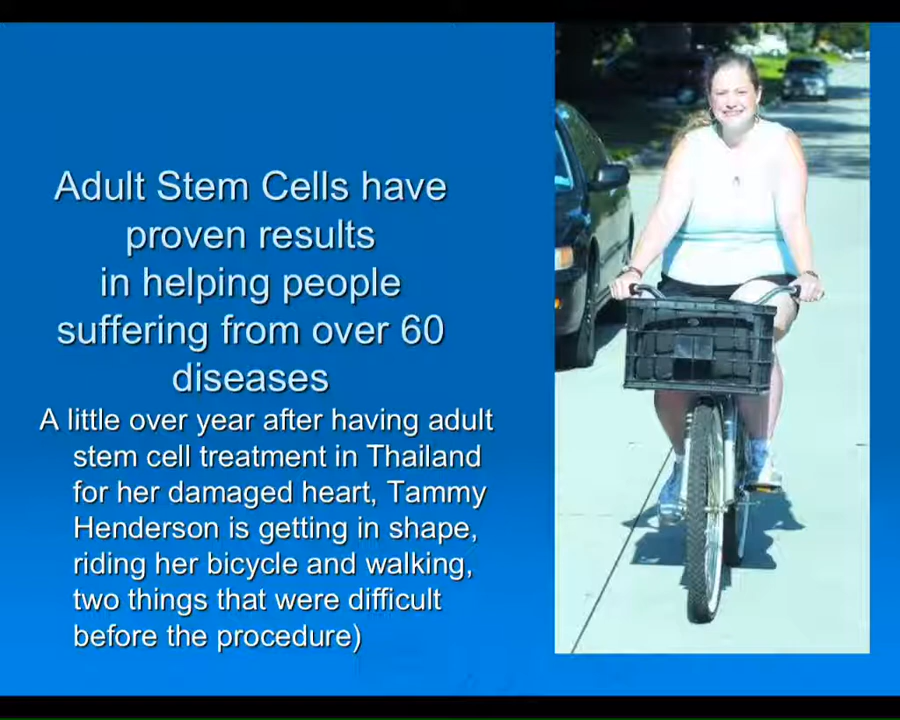 Adult Stem Cells have
proven results
in helping people
suffering from over 60
diseases
A little over year after having adult
stem cell treatment in Thailand
for her damaged heart, Tammy
Henderson is getting in shape,
riding her bicycle and walking,
two things that were difficult
before the procedure)